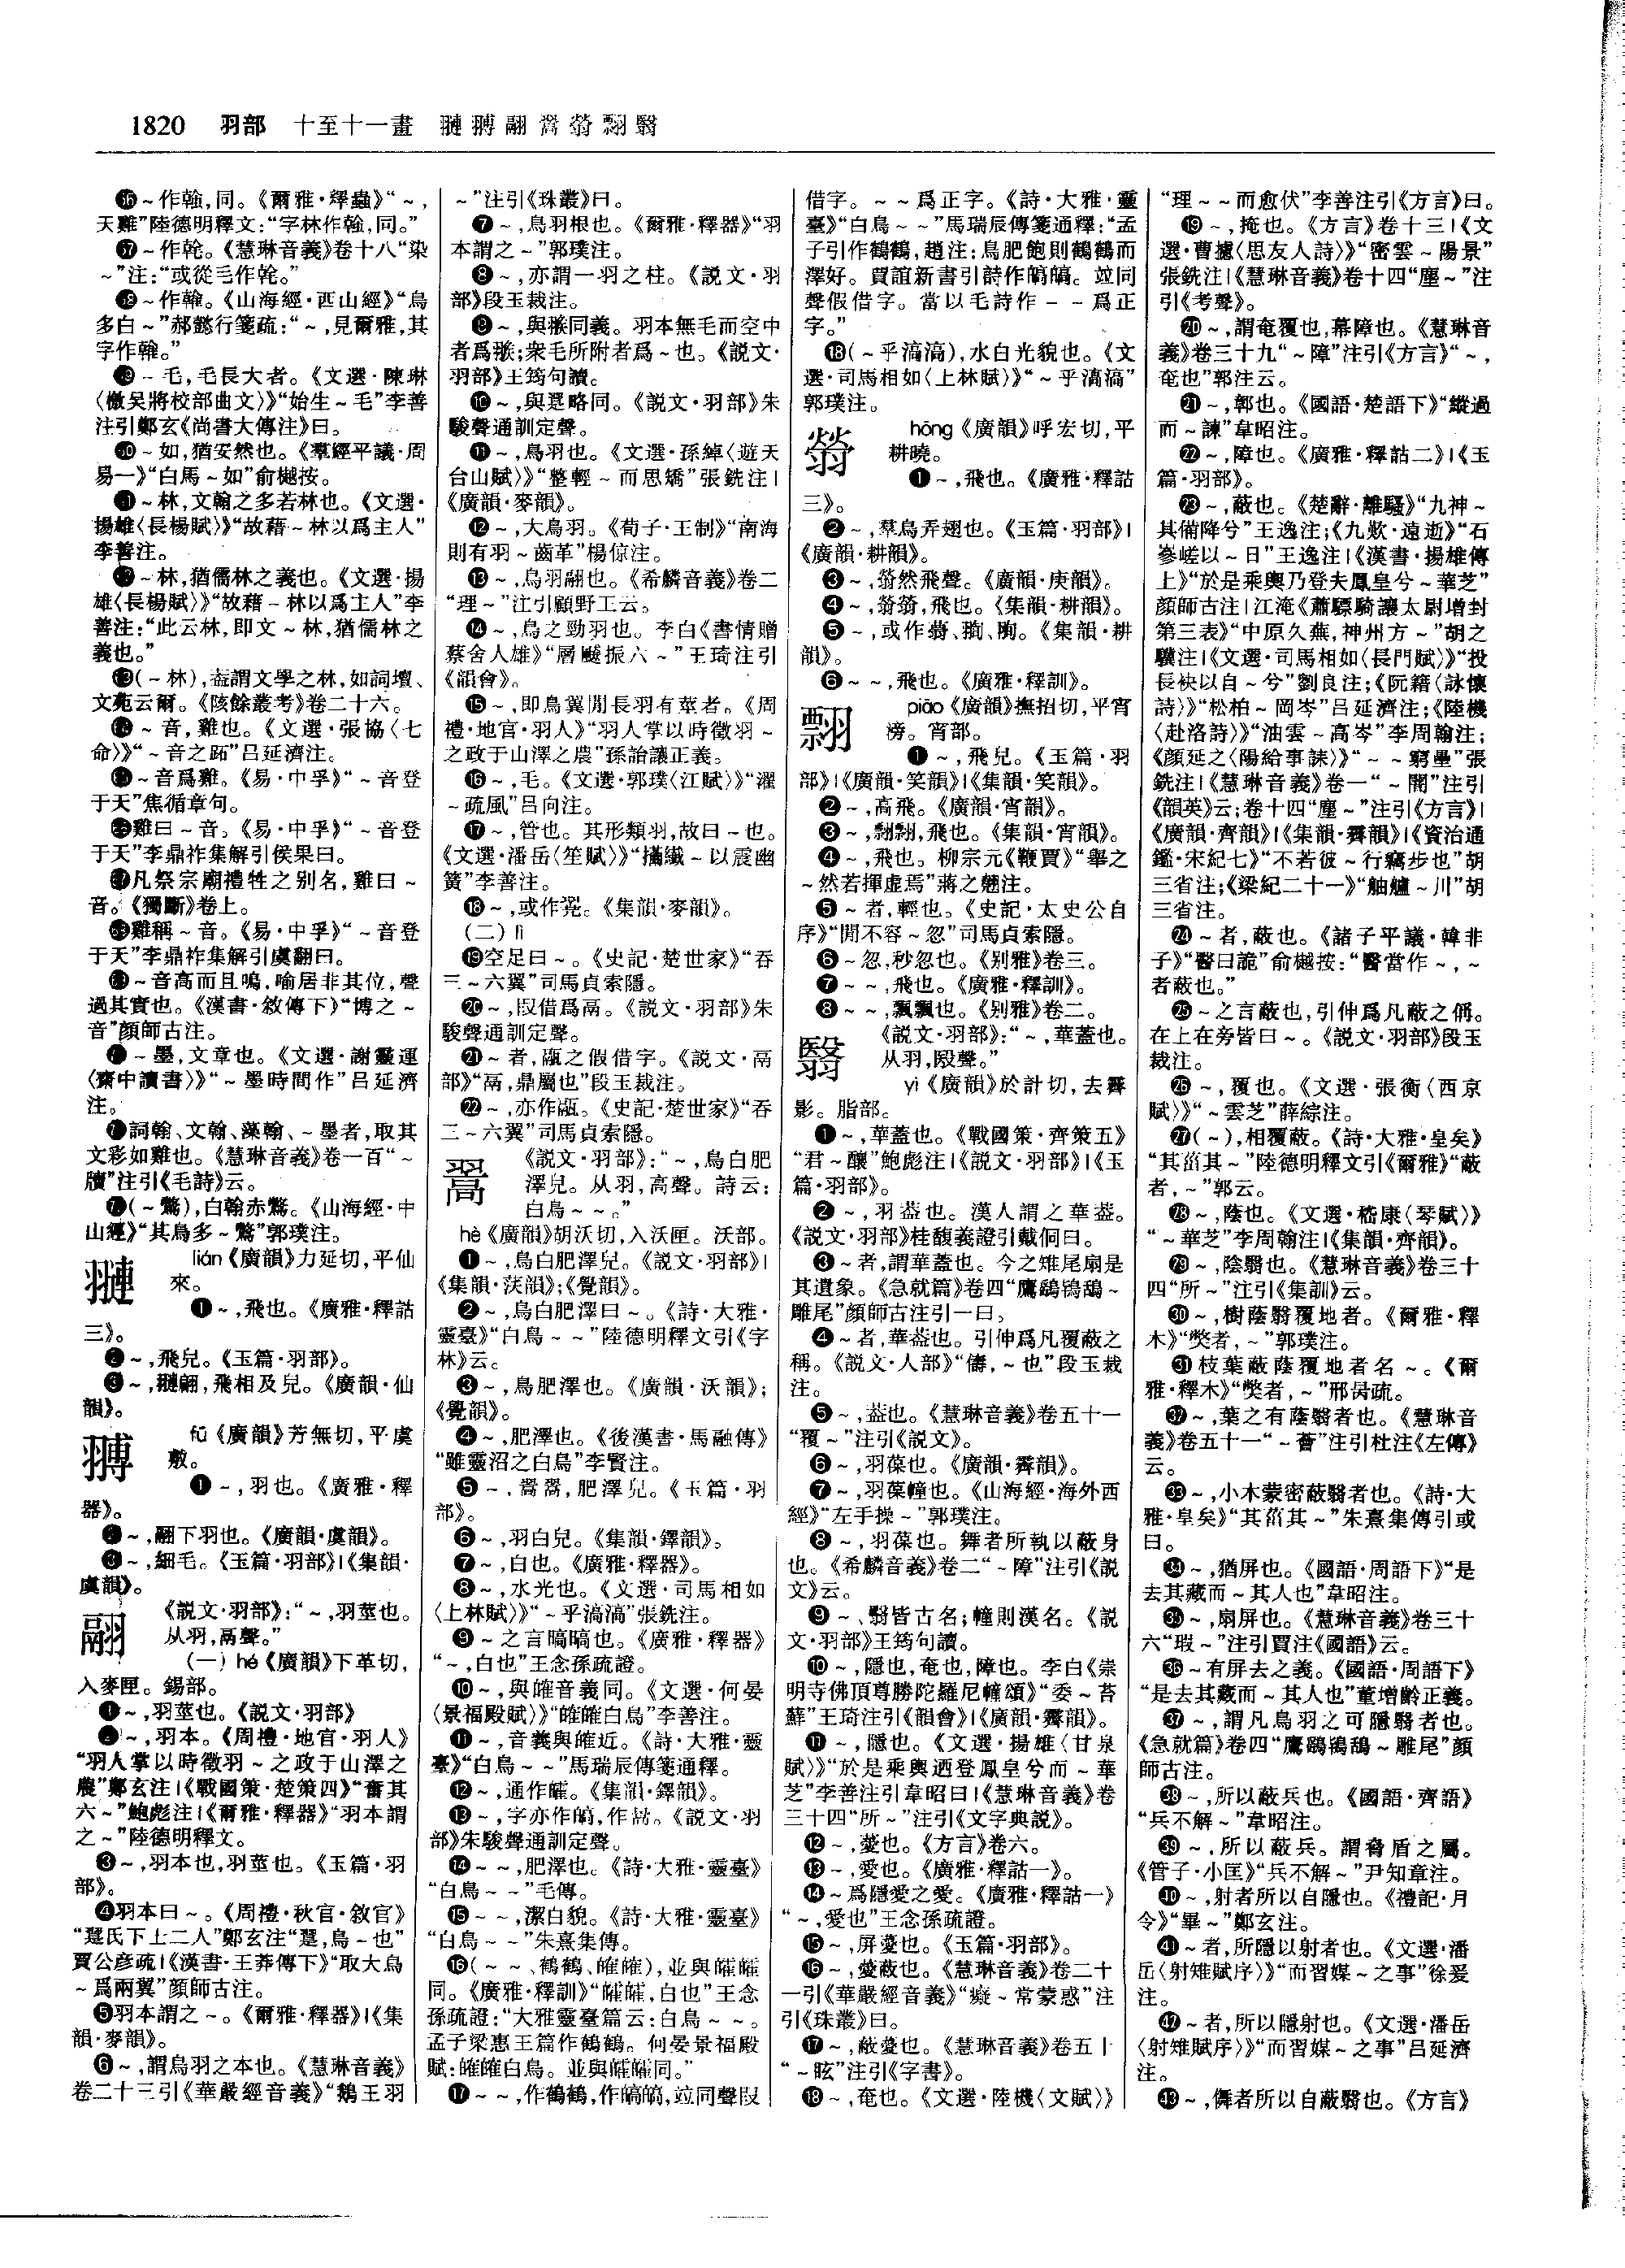 1820 羽部 十至十一畫 翴䎔翮翯翃翲翳
~作翰,同。《爾雅·釋蟲》“~,
天雞”陸德明釋文:“字林作翰,同。”
~作乾。《慧琳音義》卷十八“染
~”注:“或從毛作乾。”
~作鶾。《山海經·西山經》“鳥
多白~”郝懿行箋疏:“~,見爾雅,其
字作鶾。”
~毛,毛長大者。《文選·陳琳
〈檄吴將校部曲文〉》“始生~毛”李善
注引鄭玄《尚書大傳注》曰。
~如,猶安然也。《羣經平議·周
易一》“白馬~如”俞樾按。
~林,文翰之多若林也。《文選·
揚雄〈長楊賦〉》“故藉~林以爲主人”
李善注。
~林,猶儒林之義也。《文選·揚
雄〈長楊賦〉》“故藉~林以爲主人”李
善注:“此云林,即文~林,猶儒林之
義也。”
(~林),蓋謂文學之林,如詞壇、
文苑云爾。《陔餘叢考》卷二十六。
~音,雞也。《文選·張協〈七
命〉》“~音之跖”吕延濟注。
~音爲雞。《易·中孚》“~音登
于天”焦循章句。
雞曰~音。《易·中孚》“~音登
于天”李鼎祚集解引侯果曰。
凡祭宗廟禮牲之别名,雞曰~
音。《獨斷》卷上。
雞稱~音。《易·中孚》“~音登
于天”李鼎祚集解引虞翻曰。
~音高而且鳴,喻居非其位,聲
過其實也。《漢書·敘傳下》“博之~
音”顔師古注。
~墨,文章也。《文選·謝靈運
〈齋中讀書〉》“~墨時間作”吕延濟
注。
詞翰、文翰、藻翰、~墨者,取其
文彩如雞也。《慧琳音義》卷一百“~
牘”注引《毛詩》云。
(~鷩),白翰赤鷩。《山海經·中
山經》“其鳥多~鷩”郭璞注。
翴 lián《廣韻》力延切,平仙
來。
❶~,飛也。《廣雅·釋詁
三》。
❷~,飛皃。《玉篇·羽部》。
❸~,翴翩,飛相及皃。《廣韻·仙
韻》。
䎔 fū《廣韻》芳無切,平虞
敷。
❶~,羽也。《廣雅·釋
器》。
❷~,翮下羽也。《廣韻·虞韻》。
❸~,細毛。《玉篇·羽部》|《集韻·
虞韻》。
翮 《説文·羽部》:“~,羽莖也。
从羽,鬲聲。”
(一)hé《廣韻》下革切,
入麥匣。錫部。
❶~,羽莖也。《説文·羽部》
❷~,羽本。《周禮·地官·羽人》
“羽人掌以時徵羽~之政于山澤之
農”鄭玄注|《戰國策·楚策四》“奮其
六~”鮑彪注|《爾雅·釋器》“羽本謂
之~”陸德明釋文。
❸~,羽本也,羽莖也。《玉篇·羽
部》。
❹羽本曰~。《周禮·秋官·敘官》
“翨氏下士二人”鄭玄注“翨,鳥~也”
賈公彦疏|《漢書·王莽傳下》“取大鳥
~爲兩翼”顔師古注。
❺羽本謂之~。《爾雅·釋器》|《集
韻·麥韻》。
❻~,謂鳥羽之本也。《慧琳音義》
卷二十三引《華嚴經音義》“鵝王羽
~”注引《珠叢》曰。
❼~,鳥羽根也。《爾雅·釋器》“羽
本謂之~”郭璞注。
❽~,亦謂一羽之柱。《説文·羽
部》段玉裁注。
❾~,與翭同義。羽本無毛而空中
者爲翭;衆毛所附者爲~也。《説文·
羽部》王筠句讀。
❿~,與翨略同。《説文·羽部》朱
駿聲通訓定聲。
⓫~,鳥羽也。《文選·孫綽〈遊天
台山賦〉》“整輕~而思矯”張銑注|
《廣韻·麥韻》。
⓬~,大鳥羽。《荀子·王制》“南海
則有羽~齒革”楊倞注。
⓭~,鳥羽翮也。《希麟音義》卷二
“理~”注引顧野王云。
⓮~,鳥之勁羽也。李白《書情贈
蔡舍人雄》“層飇振六~”王琦注引
《韻會》。
⓯~,即鳥翼閒長羽有莖者。《周
禮·地官·羽人》“羽人掌以時徵羽~
之政于山澤之農”孫詒讓正義。
⓰~,毛。《文選·郭璞〈江賦〉》“濯
~疏風”吕向注。
⓱~,管也。其形類羽,故曰~也。
《文選·潘岳〈笙賦〉》“攝纖~以震幽
簧”李善注。
⓲~,或作䎋。《集韻·麥韻》。
(二)lì
⓳空足曰~。《史記·楚世家》“吞
三~六翼”司馬貞索隱。
⓴~,叚借爲鬲。《説文·羽部》朱
駿聲通訓定聲。
㉑~者,𤮱之假借字。《説文·鬲
部》“鬲,鼎屬也”段玉裁注。
㉒~,亦作𤮱。《史記·楚世家》“吞
三~六翼”司馬貞索隱。
翯 《説文·羽部》:“~,鳥白肥
澤皃。从羽,高聲。詩云:
白鳥~~。”
hè《廣韻》胡沃切,入沃匣。沃部。
❶~,鳥白肥澤皃。《説文·羽部》|
《集韻·䒷韻》;《覺韻》。
❷~,鳥白肥澤曰~。《詩·大雅·
靈臺》“白鳥~~”陸德明釋文引《字
林》云。
❸~,鳥肥澤也。《廣韻·沃韻》;
《覺韻》。
❹~,肥澤也。《後漢書·馬融傳》
“雖靈沼之白鳥”李賢注。
❺~,翯翯,肥澤皃。《玉篇·羽
部》。
❻~,羽白皃。《集韻·鐸韻》。
❼~,白也。《廣雅·釋器》。
❽~,水光也。《文選·司馬相如
〈上林賦〉》“~乎滈滈”張銑注。
❾~之言暠暠也。《廣雅·釋器》
“~,白也”王念孫疏證。
❿~,與皠音義同。《文選·何晏
〈景福殿賦〉》“皠皠白鳥”李善注。
⓫~,音義與皠近。《詩·大雅·靈
臺》“白鳥~~”馬瑞辰傳箋通釋。
⓬~,通作皬。《集韻·鐸韻》。
⓭~,字亦作䧼,作㿥。《説文·羽
部》朱駿聲通訓定聲。
⓮~~,肥澤也。《詩·大雅·靈臺》
“白鳥~~”毛傳。
⓯~~,潔白貌。《詩·大雅·靈臺》
“白鳥~~”朱熹集傳。
⓰(~~、鶴鶴、皠皠),並與皬皬
同。《廣雅·釋訓》“皬皬,白也”王念
孫疏證:“大雅靈臺篇云:白鳥~~。
孟子梁惠王篇作鶴鶴。何晏景福殿
賦:皠皠白鳥。並與皬皬同。”
⓱~~,作鶴鶴,作皜皜,竝同聲叚
借字。~~爲正字。《詩·大雅·靈
臺》“白鳥~~”馬瑞辰傳箋通釋:“孟
子引作鶴鶴,趙注:鳥肥飽則鶴鶴而
澤好。賈誼新書引詩作皜皜。竝同
聲假借字。當以毛詩作~~爲正
字。”
⓲(~乎滈滈),水白光貌也。《文
選·司馬相如〈上林賦〉》“~乎滈滈”
郭璞注。
hōng《廣韻》呼宏切,平
耕曉。
❶~,飛也。《廣雅·釋詁
三》。
❷~,羣鳥弄翅也。《玉篇·羽部》|
《廣韻·耕韻》。
❸~,翁然飛聲。《廣韻·庚韻》。
❹~,飛也。《集韻·耕韻》。
❺~,或作。《集韻·耕
韻》。
❻~~,飛也。《廣雅·釋訓》。
翲 piāo《廣韻》撫招切,平宵
滂。宵部。
❶~,飛皃。《玉篇·羽
部》|《廣韻·笑韻》|《集韻·笑韻》。
❷~,高飛。《廣韻·宵韻》。
❸~,翲翲,飛也。《集韻·宵韻》。
❹~,飛也。柳宗元《鞭賈》“舉之
~然若揮虚焉”蔣之翹注。
❺~者,輕也。《史記·太史公自
序》“閒不容~忽”司馬貞索隱。
❻~忽,秒忽也。《别雅》卷三。
❼~~,飛也。《廣雅·釋訓》。
❽~~,飄飄也。《别雅》卷二。
翳 《説文·羽部》:“~,華蓋也。
从羽,殹聲。”
yì《廣韻》於計切,去霽
影。脂部。
❶~,華蓋也。《戰國策·齊策五》
“君~釀”鮑彪注|《説文·羽部》|《玉
篇·羽部》。
❷~,羽葢也。漢人謂之華葢。
《説文·羽部》桂馥義證引戴侗曰。
❸~者,謂華蓋也。今之雉尾扇是
其遺象。《急就篇》卷四“鷹鷂鴇鴰~
雕尾”顔師古注引一曰。
❹~者,華葢也。引伸爲凡覆蔽之
稱。《説文·人部》“儔,~也”段玉裁
注。
❺~,葢也。《慧琳音義》卷五十一
“覆~”注引《説文》。
❻~,羽葆也。《廣韻·霽韻》。
❼~,羽葆幢也。《山海經·海外西
經》“左手操~”郭璞注。
❽~,羽葆也。舞者所執以蔽身
也。《希麟音義》卷二“~障”注引《説
文》云。
❾~、翳皆古名;幢則漢名。《説
文·羽部》王筠句讀。
❿~,隱也,奄也,障也。李白《崇
明寺佛頂尊勝陀羅尼幢頌》“委~苔
蘚”王琦注引《韻會》|《廣韻·霽韻》。
⓫~,隱也。《文選·揚雄〈甘泉
賦〉》“於是乘輿迺登鳳皇兮而~華
芝”李善注引韋昭曰|《慧琳音義》卷
三十四“所~”注引《文字典説》。
⓬~,薆也。《方言》卷六。
⓭~,愛也。《廣雅·釋詁一》。
⓮~爲隱愛之愛。《廣雅·釋詁一》
“~,愛也”王念孫疏證。
⓯~,屏薆也。《玉篇·羽部》。
⓰~,薆蔽也。《慧琳音義》卷二十
一引《華嚴經音義》“癡~常蒙惑”注
引《珠叢》曰。
⓱~,蔽薆也。《慧琳音義》卷五十
“~眩”注引《字書》。
⓲~,奄也。《文選·陸機〈文賦〉》
“理~~而愈伏”李善注引《方言》曰。
⓳~,掩也。《方言》卷十三|《文
選·曹攄〈思友人詩〉》“密雲~陽景”
張銑注|《慧琳音義》卷十四“塵~”注
引《考聲》。
⓴~,謂奄覆也,幕障也。《慧琳音
義》卷三十九“~障”注引《方言》“~,
奄也”郭注云。
㉑~,鄣也。《國語·楚語下》“縱過
而~諫”韋昭注。
㉒~,障也。《廣雅·釋詁二》|《玉
篇·羽部》。
㉓~,蔽也。《楚辭·離騷》“九神~
其備降兮”王逸注;《九歎·遠逝》“石
嵾嵯以~日”王逸注|《漢書·揚雄傳
上》“於是乘輿乃登夫鳳皇兮~華芝”
顔師古注|江淹《蕭驃騎讓太尉增封
第三表》“中原久蕪,神州方~”胡之
驥注|《文選·司馬相如〈長門賦〉》“投
長袂以自~兮”劉良注;《阮籍〈詠懷
詩〉》“松柏~岡岑”吕延濟注;《陸機
〈赴洛詩〉》“油雲~高岑”李周翰注;
《顔延之〈陽給事誄〉》“~~窮壘”張
銑注|《慧琳音義》卷一“~闇”注引
《韻英》云;卷十四“塵~”注引《方言》|
《廣韻·齊韻》|《集韻·霽韻》|《資治通
鑑·宋紀七》“不若彼~行竊步也”胡
三省注;《梁紀二十一》“舳艫~川”胡
三省注。
㉔~者,蔽也。《諸子平議·韓非
子》“醫曰詭”俞樾按:“醫當作~,~
者蔽也。”
㉕~之言蔽也,引伸爲凡蔽之偁。
在上在旁皆曰~。《説文·羽部》段玉
裁注。
㉖~,覆也。《文選·張衡〈西京
賦〉》“~雲芝”薛綜注。
㉗(~),相覆蔽。《詩·大雅·皇矣》
“其菑其~”陸德明釋文引《爾雅》“蔽
者,~”郭云。
㉘~,蔭也。《文選·嵇康〈琴賦〉》
“~華芝”李周翰注|《集韻·齊韻》。
㉙~,陰翳也。《慧琳音義》卷三十
四“所~”注引《集訓》云。
㉚~,樹蔭翳覆地者。《爾雅·釋
木》“獘者,~”郭璞注。
㉛枝葉蔽蔭覆地者名~。《爾
雅·釋木》“獘者,~”邢昺疏。
㉜~,葉之有蔭翳者也。《慧琳音
義》卷五十一“~薈”注引杜注《左傳》
云。
㉝~,小木蒙密蔽翳者也。《詩·大
雅·皇矣》“其菑其~”朱熹集傳引或
曰。
㉞~,猶屏也。《國語·周語下》“是
去其藏而~其人也”韋昭注。
㉟~,扇屏也。《慧琳音義》卷三十
六“瑕~”注引賈注《國語》云。
㊱~有屏去之義。《國語·周語下》
“是去其藏而~其人也”董增齡正義。
㊲~,謂凡鳥羽之可隱翳者也。
《急就篇》卷四“鷹鷂鴇鴰~雕尾”顔
師古注。
㊳~,所以蔽兵也。《國語·齊語》
“兵不解~”韋昭注。
㊴~,所以蔽兵。謂脅盾之屬。
《管子·小匡》“兵不解~”尹知章注。
㊵~,射者所以自隱也。《禮記·月
令》“畢~”鄭玄注。
㊶~者,所隱以射者也。《文選·潘
岳〈射雉賦序〉》“而習媒~之事”徐爰
注。
㊷~者,所以隱射也。《文選·潘岳
〈射雉賦序〉》“而習媒~之事”吕延濟
注。
㊸~,儛者所以自蔽翳也。《方言》